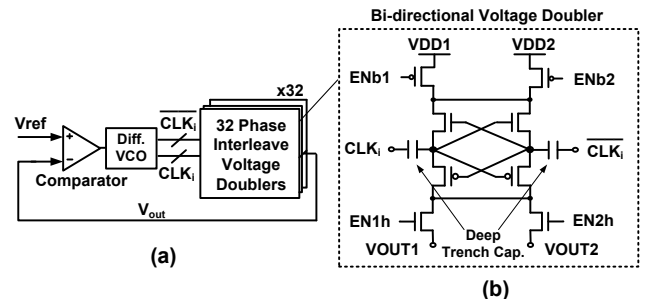 Bi-directional Voltage Doubler
VDD1
VDD2
ENb1
ENb2
x32
Vref
+
−
Comparator
Diff.
VCO
CLKi
CLKi
32 Phase
Interleave
Voltage
Doublers
Vout
(a)
CLKi
CLKi
EN1h
EN2h
Deep
Trench Cap.
VOUT1
VOUT2
(b)